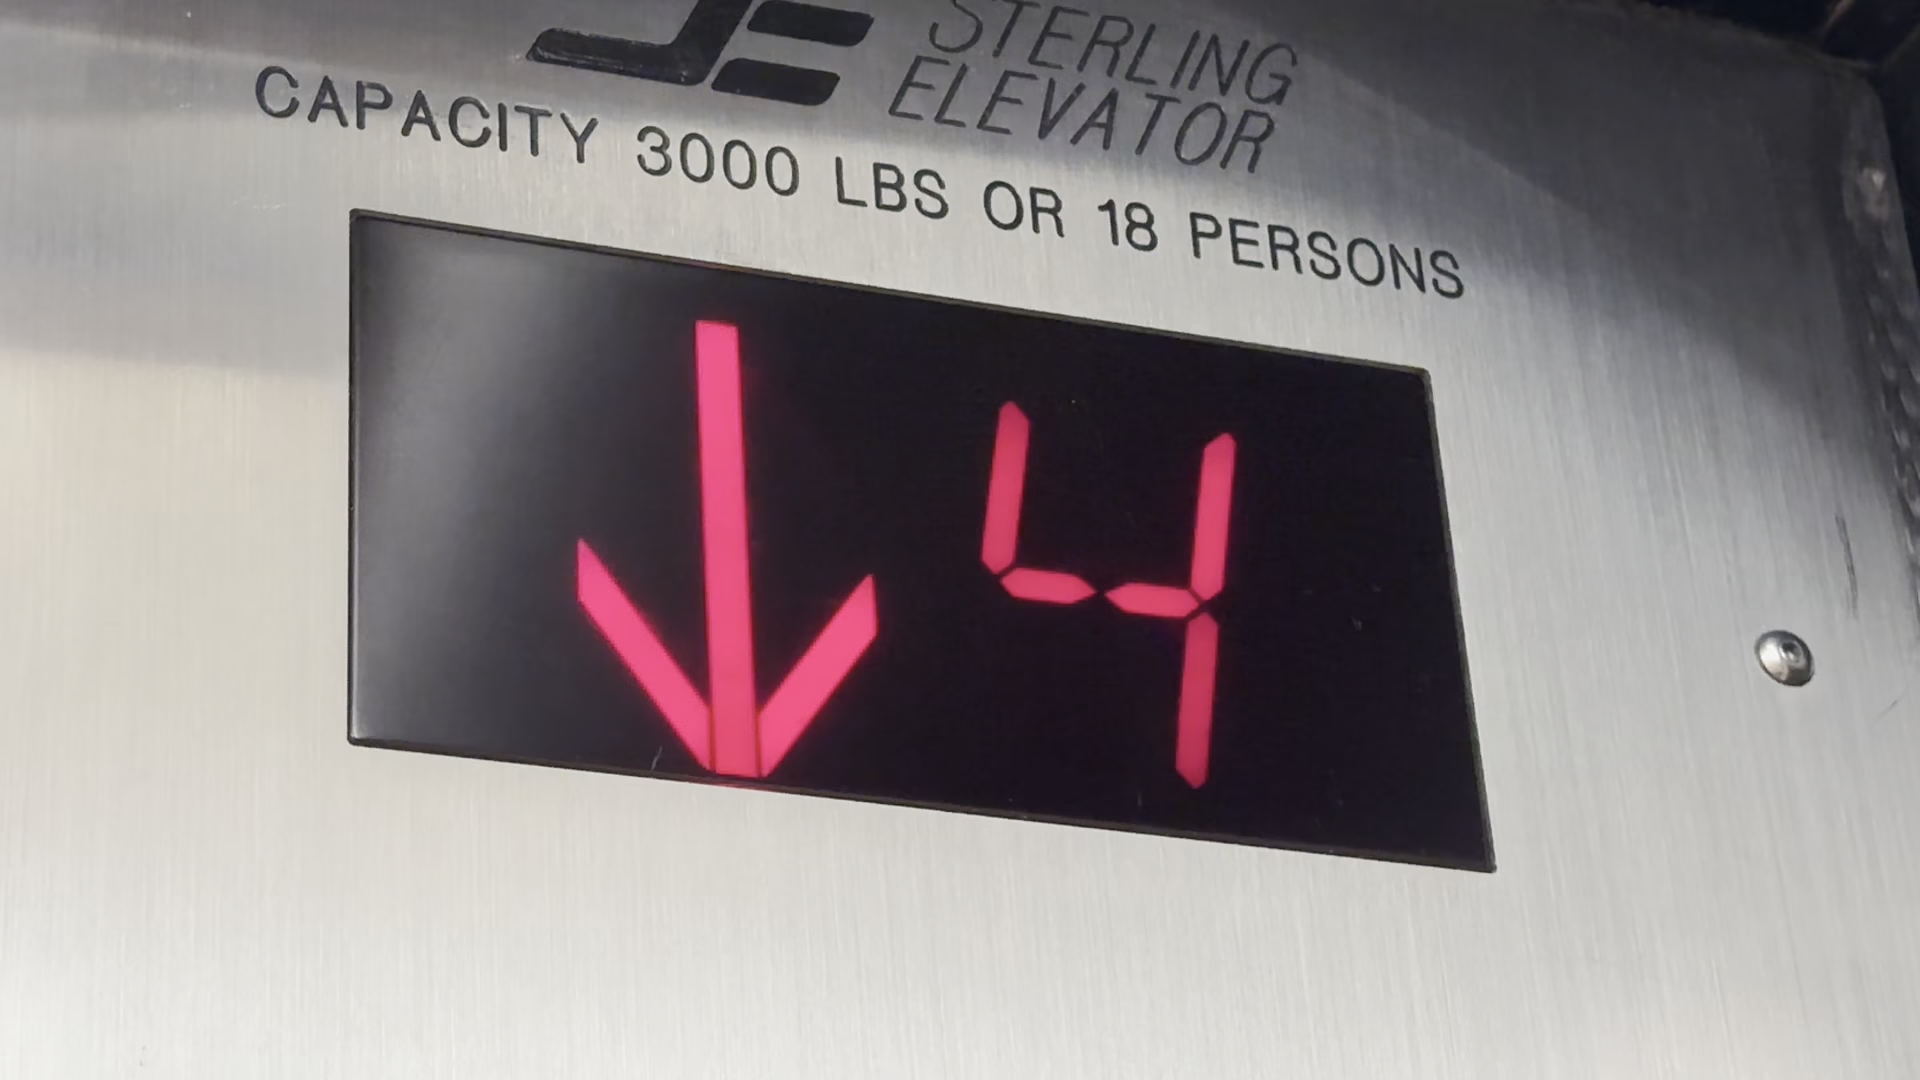 STERLING
ELEVATOR
CAPACITY 3000 LBS OR 18 PERSONS
↓ 4